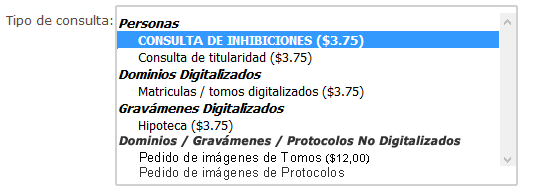 Tipo de consulta:
Personas
CONSULTA DE INHIBICIONES ($3.75)
Consulta de titularidad ($3.75)
Dominios Digitalizados
Matriculas / tomos digitalizados ($3.75)
Gravámenes Digitalizados
Hipoteca ($3.75)
Dominios / Gravámenes / Protocolos No Digitalizados
Pedido de imágenes de Tomos ($12,00)
Pedido de imágenes de Protocolos